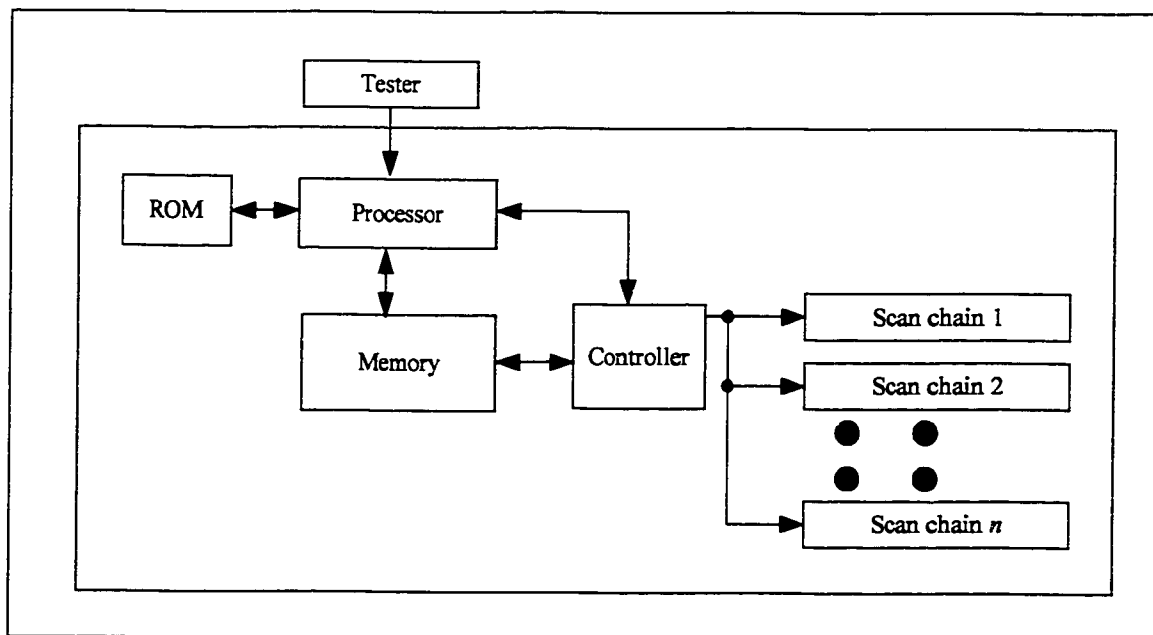 Tester
ROM
Processor
Memory
Controller
Scan chain 1
Scan chain 2
Scan chain n